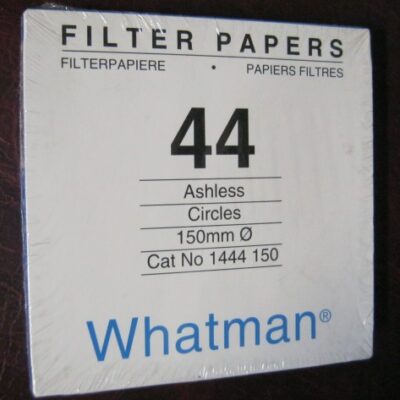 FILTER PAPERS
FILTERPAPIERE • PAPIERS FILTRES
44
Ashless
Circles
150mm Ø
Cat No 1444 150
Whatman®